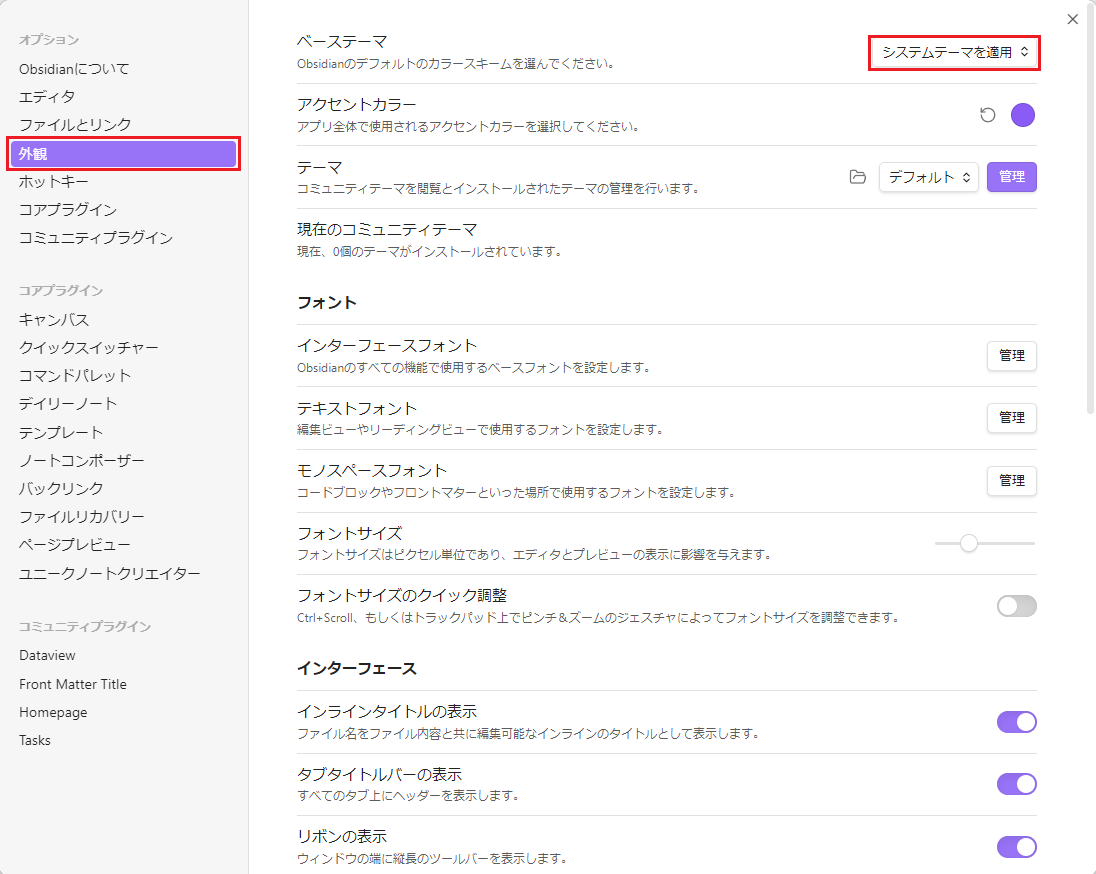 オプション
Obsidianについて
エディタ
ファイルとリンク
外観
ホットキー
コアプラグイン
コミュニティプラグイン
コアプラグイン
キャンバス
クイックスイッチャー
コマンドパレット
デイリーノート
テンプレート
ノートコンポーザー
バックリンク
ファイルリカバリー
ページプレビュー
ユニークノートクリエイター
コミュニティプラグイン
Dataview
Front Matter Title
Homepage
Tasks
ベーステーマ
Obsidianのデフォルトのカラースキームを選んでください。
システムテーマを適用
アクセントカラー
アプリ全体で使用されるアクセントカラーを選択してください。
テーマ
コミュニティテーマを閲覧とインストールされたテーマの管理を行います。
デフォルト
管理
現在のコミュニティテーマ
現在、0個のテーマがインストールされています。
フォント
インターフェースフォント
Obsidianのすべての機能で使用するベースフォントを設定します。
管理
テキストフォント
編集ビューやリーディングビューで使用するフォントを設定します。
管理
モノスペースフォント
コードブロックやフロントマターといった場所で使用するフォントを設定します。
管理
フォントサイズ
フォントサイズはピクセル単位であり、エディタとプレビューの表示に影響を与えます。
フォントサイズのクイック調整
Ctrl+Scroll、もしくはトラックパッド上でピンチ&ズームのジェスチャによってフォントサイズを調整できます。
インターフェース
インラインタイトルの表示
ファイル名をファイル内容と共に編集可能なインラインのタイトルとして表示します。
タブタイトルバーの表示
すべてのタブ上にヘッダーを表示します。
リボンの表示
ウィンドウの端に縦長のツールバーを表示します。